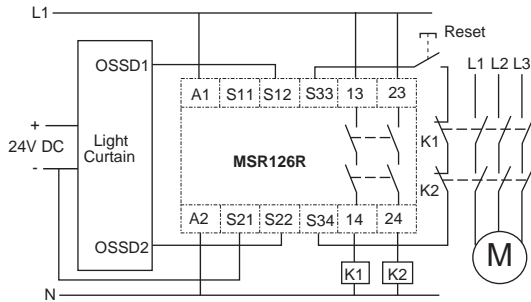 L1
Reset
OSSD1
A1 S11 S12 S33 13 23
L1 L2 L3
+
24V DC
-
Light
Curtain
MSR126R
K1
K2
A2 S21 S22 S34 14 24
OSSD2
K1 K2
M
N